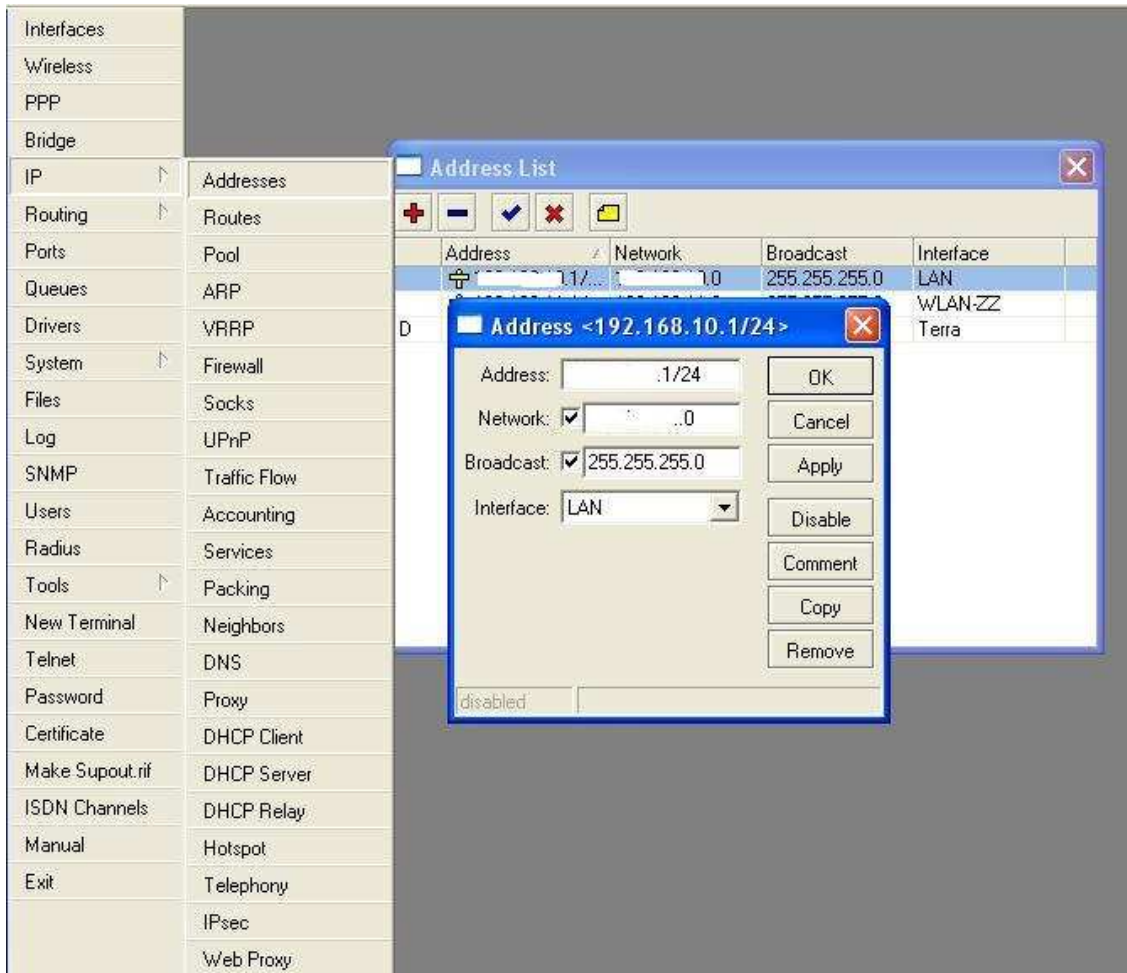 Interfaces
Wireless
PPP
Bridge
IP
Routing
Ports
Queues
Drivers
System
Files
Log
SNMP
Users
Radius
Tools
New Terminal
Telnet
Password
Certificate
Make Supout.rif
ISDN Channels
Manual
Exit
Addresses
Routes
Pool
ARP
VRRP
Firewall
Socks
UPnP
Traffic Flow
Accounting
Services
Packing
Neighbors
DNS
Proxy
DHCP Client
DHCP Server
DHCP Relay
Hotspot
Telephony
IPsec
Web Proxy
Address List
Address Network Broadcast Interface
.1/... .0 255.255.255.0 LAN
WLAN-ZZ
D Terra
Address <192.168.10.1/24>
Address: .1/24
Network: ..0
Broadcast: 255.255.255.0
Interface: LAN
OK
Cancel
Apply
Disable
Comment
Copy
Remove
disabled